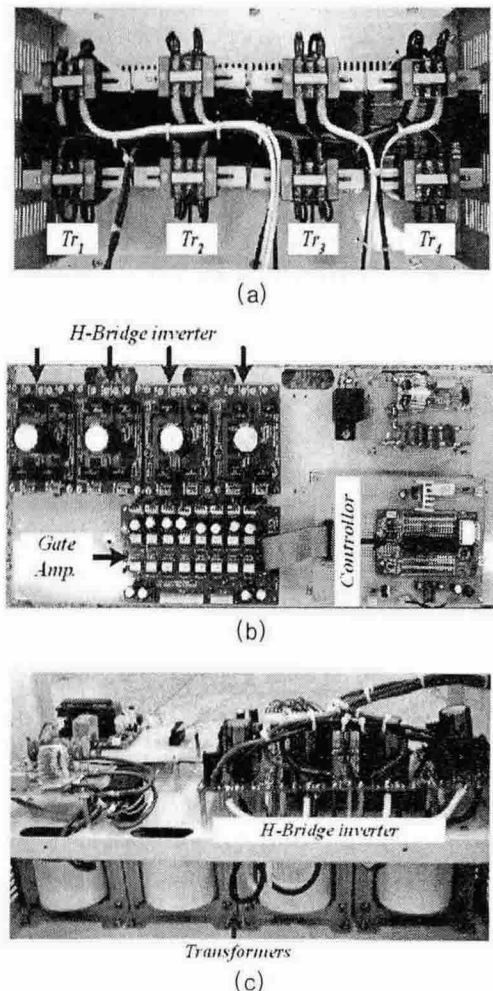 Tr1 Tr2 Tr3 Tr4
(a)
H-Bridge inverter
Gate
Amp.
Controllor
(b)
H-Bridge inverter
Transformers
(c)